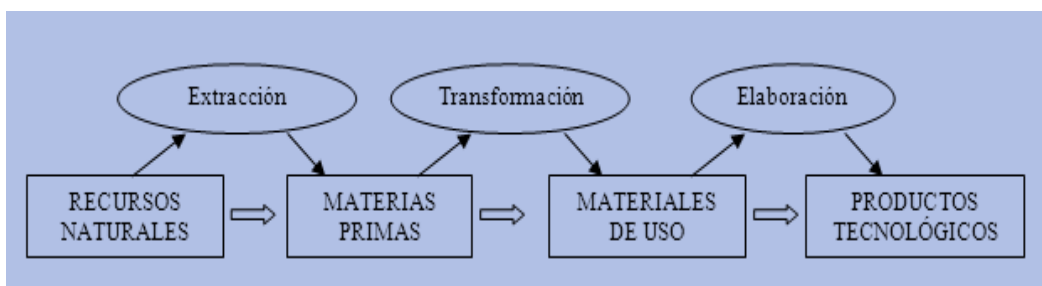 Extracción
Transformación
Elaboración
RECURSOS
NATURALES
MATERIAS
PRIMAS
MATERIALES
DE USO
PRODUCTOS
TECNOLÓGICOS